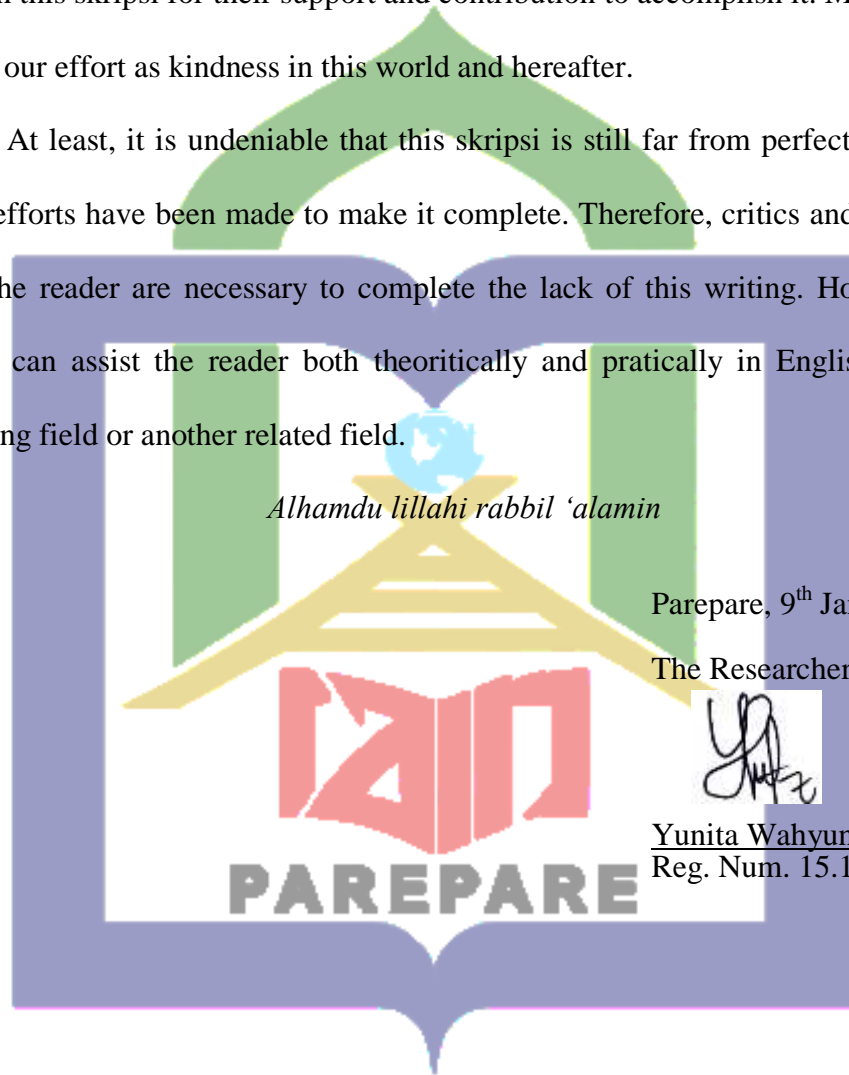 this skripsi for their support and contribution to accomplish it.
our effort as kindness in this world and hereafter.
At least, it is undeniable that this skripsi is still far from perfect
efforts have been made to make it complete. Therefore, critics and
he reader are necessary to complete the lack of this writing. Ho
can assist the reader both theoritically and pratically in Englis
ng field or another related field.
Alhamdu lillahi rabbil ‘alamin
Parepare, 9th Ja
The Researcher
Yunita Wahyun
Reg. Num. 15.1
iain
PAREPARE